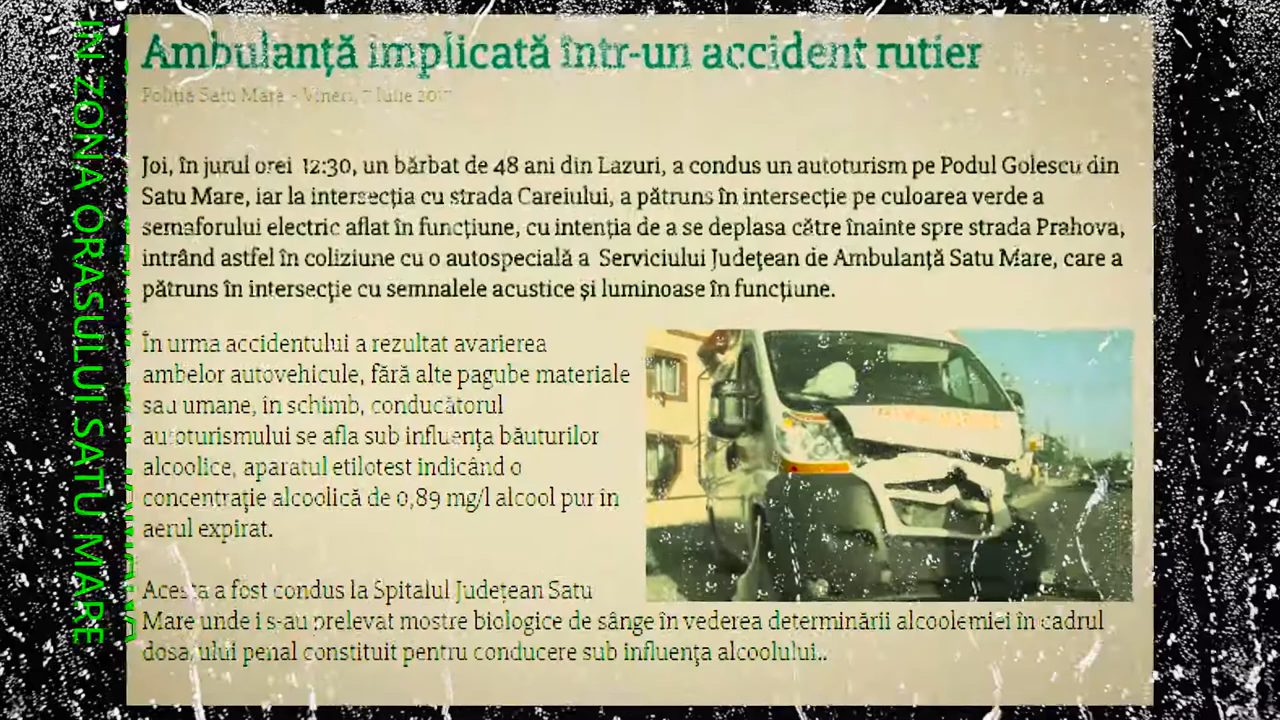 Ambulanță implicată într-un accident rutier
Poliția Satu Mare - Vineri, 7 Iulie
Joi, în jurul orei 12:30, un bărbat de 48 ani din Lazuri, a condus un autoturism pe Podul Golescu din
Satu Mare, iar la intersecția cu strada Careiului, a pătruns în intersecție pe culoarea verde a
semaforului electric aflat în funcțiune, cu intenția de a se deplasa către înainte spre strada Prahova,
intrând astfel în coliziune cu o autospecială a Serviciului Județean de Ambulanță Satu Mare, care a
pătruns în intersecție cu semnalele acustice și luminoase în funcțiune.
În urma accidentului a rezultat avarierea
ambelor autovehicule, fără alte pagube materiale
sau umane, in schimb, conducătorul
autoturismului se afla sub influența băuturilor
alcoolice, aparatul etilotest indicând o
concentrație alcoolică de 0,89 mg/l alcool pur în
aerul expirat.
Acesta a fost condus la Spitalul Județean Satu
Mare unde i s-au prelevat mostre biologice de sânge în vederea determinării alcoolemiei în cadrul
dosarului penal constituit pentru conducere sub influența alcoolului..
IN ZONA ORASULUI SATU MARE